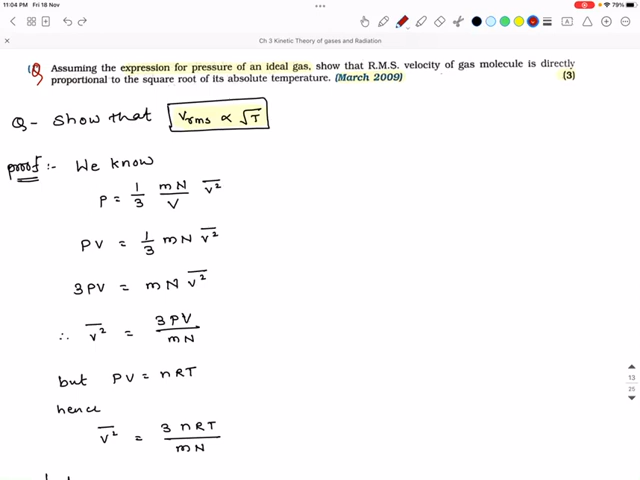 11:04 PM Fri 18 Nov
79%
Ch 3 Kinetic Theory of gases and Radiation
(Q Assuming the expression for pressure of an ideal gas, show that R.M.S. velocity of gas molecule is directly
proportional to the square root of its absolute temperature. (March 2009) (3)
Q- Show that Vrms ∝ √T
proof:- We know
P = 1/3 mN/V v̅²
PV = 1/3 mN v̅²
3PV = mN v̅²
∴ v̅² = 3PV/mN
but PV = nRT
hence
v̅² = 3nRT/mN
13
25